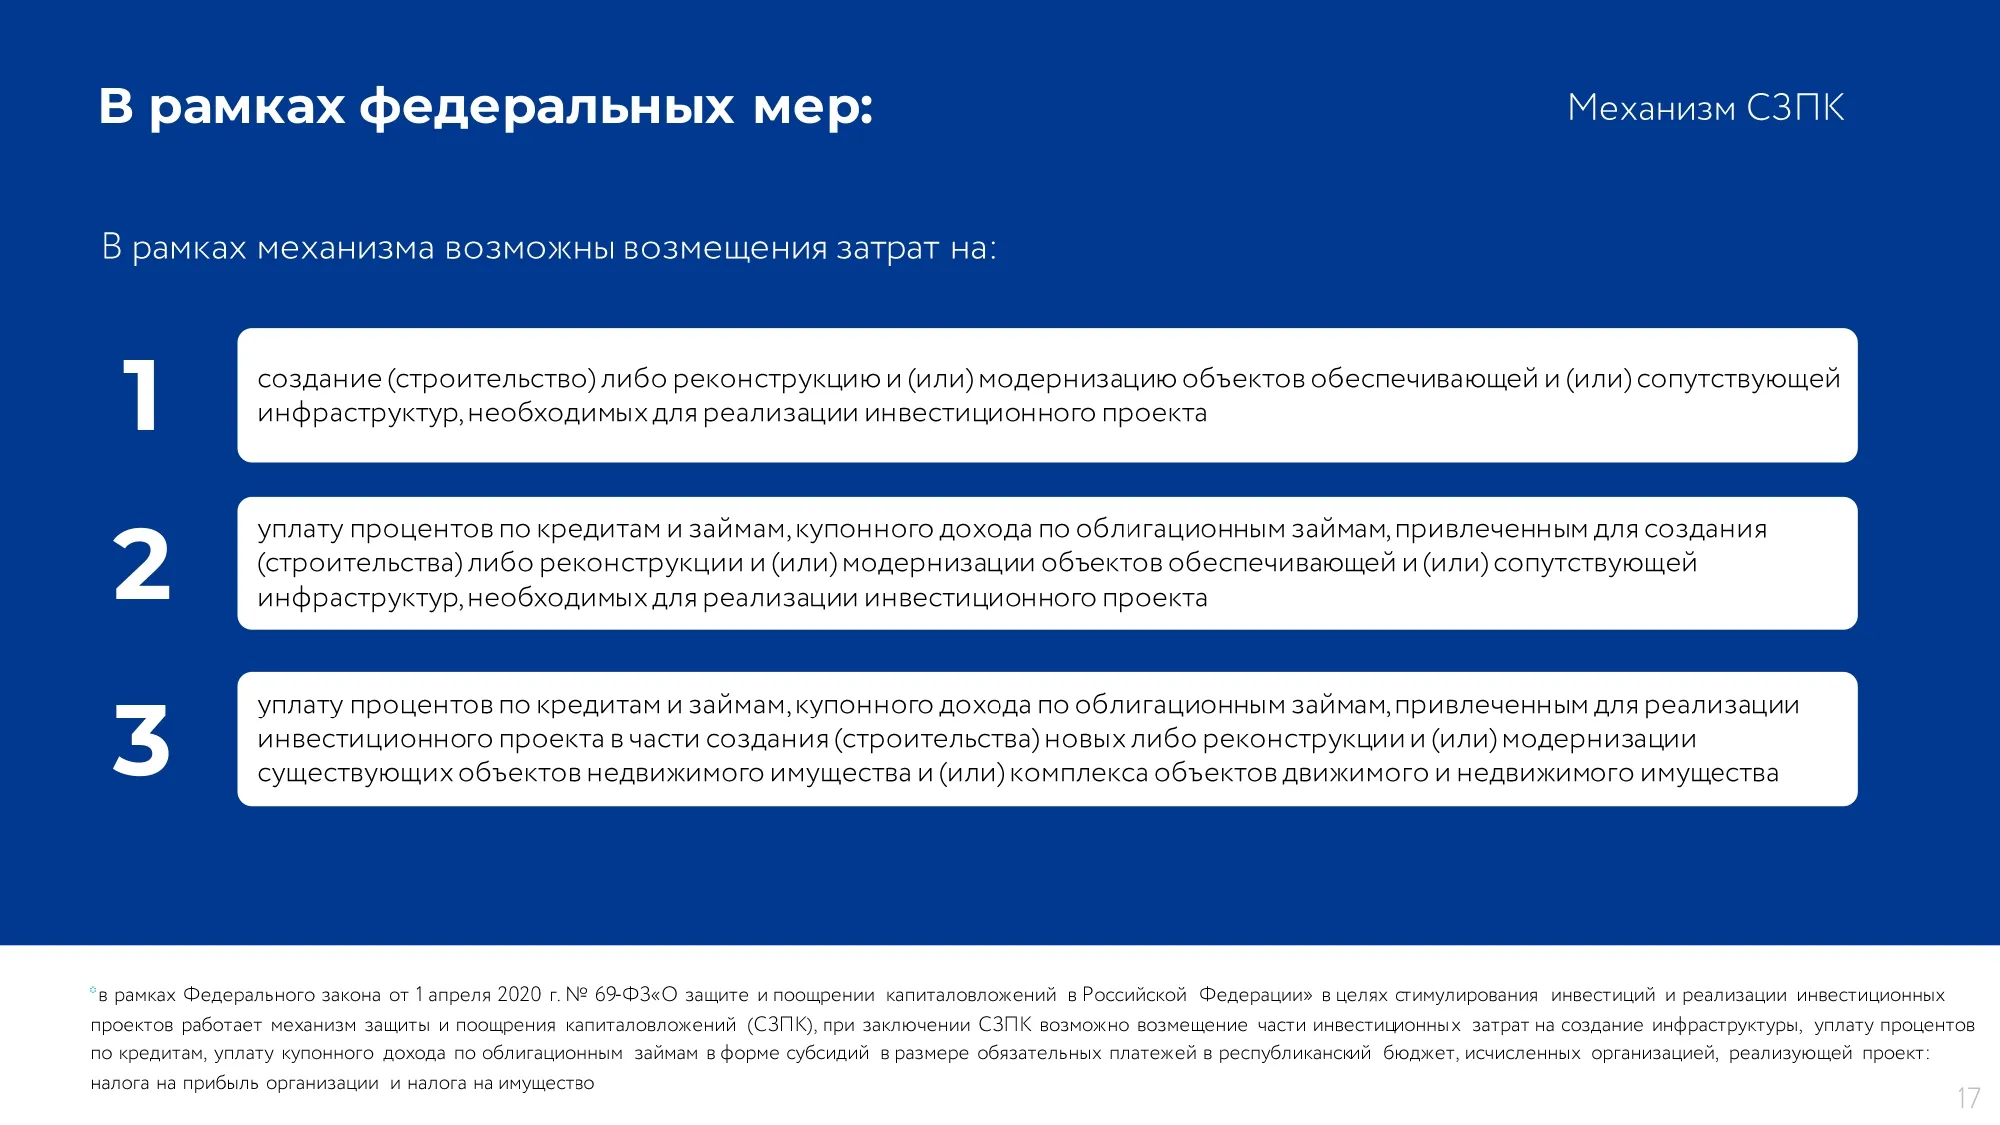 В рамках федеральных мер:
Механизм СЗПК
В рамках механизма возможны возмещения затрат на:
1
создание (строительство) либо реконструкцию и (или) модернизацию объектов обеспечивающей и (или) сопутствующей
инфраструктур, необходимых для реализации инвестиционного проекта
2
уплату процентов по кредитам и займам, купонного дохода по облигационным займам, привлеченным для создания
(строительства) либо реконструкции и (или) модернизации объектов обеспечивающей и (или) сопутствующей
инфраструктур, необходимых для реализации инвестиционного проекта
3
уплату процентов по кредитам и займам, купонного дохода по облигационным займам, привлеченным для реализации
инвестиционного проекта в части создания (строительства) новых либо реконструкции и (или) модернизации
существующих объектов недвижимого имущества и (или) комплекса объектов движимого и недвижимого имущества
*в рамках Федерального закона от 1 апреля 2020 г. № 69-ФЗ«О защите и поощрении капиталовложений в Российской Федерации» в целях стимулирования инвестиций и реализации инвестиционных
проектов работает механизм защиты и поощрения капиталовложений (СЗПК), при заключении СЗПК возможно возмещение части инвестиционных затрат на создание инфраструктуры, уплату процентов
по кредитам, уплату купонного дохода по облигационным займам в форме субсидий в размере обязательных платежей в республиканский бюджет, исчисленных организацией, реализующей проект:
налога на прибыль организации и налога на имущество
17